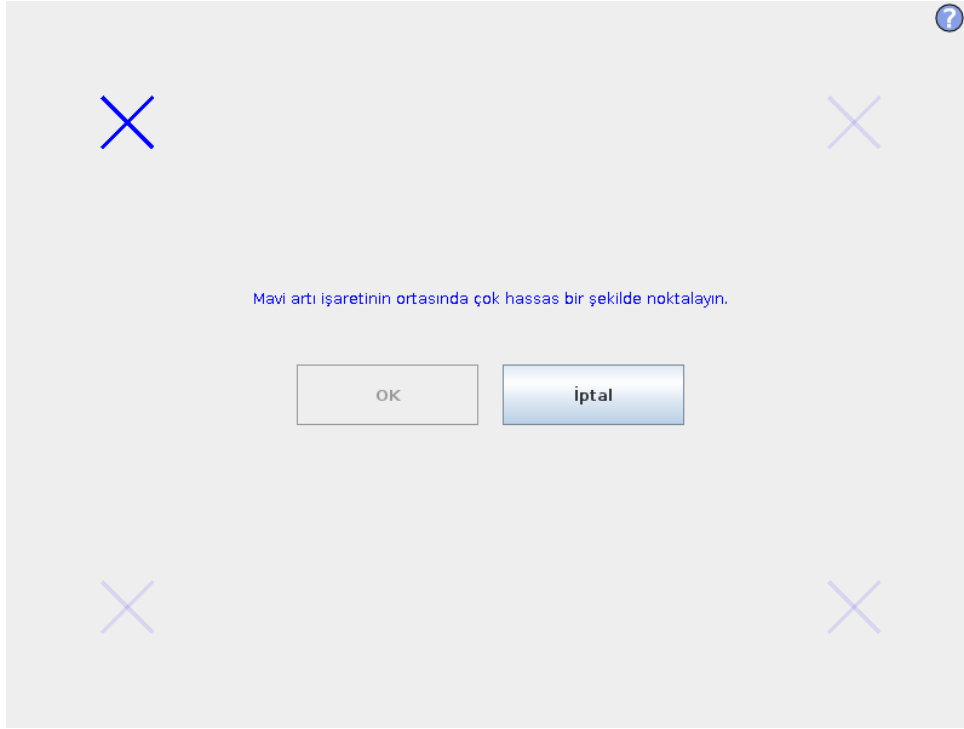 ?
Mavi artı işaretinin ortasında çok hassas bir şekilde noktalayın.
OK
İptal